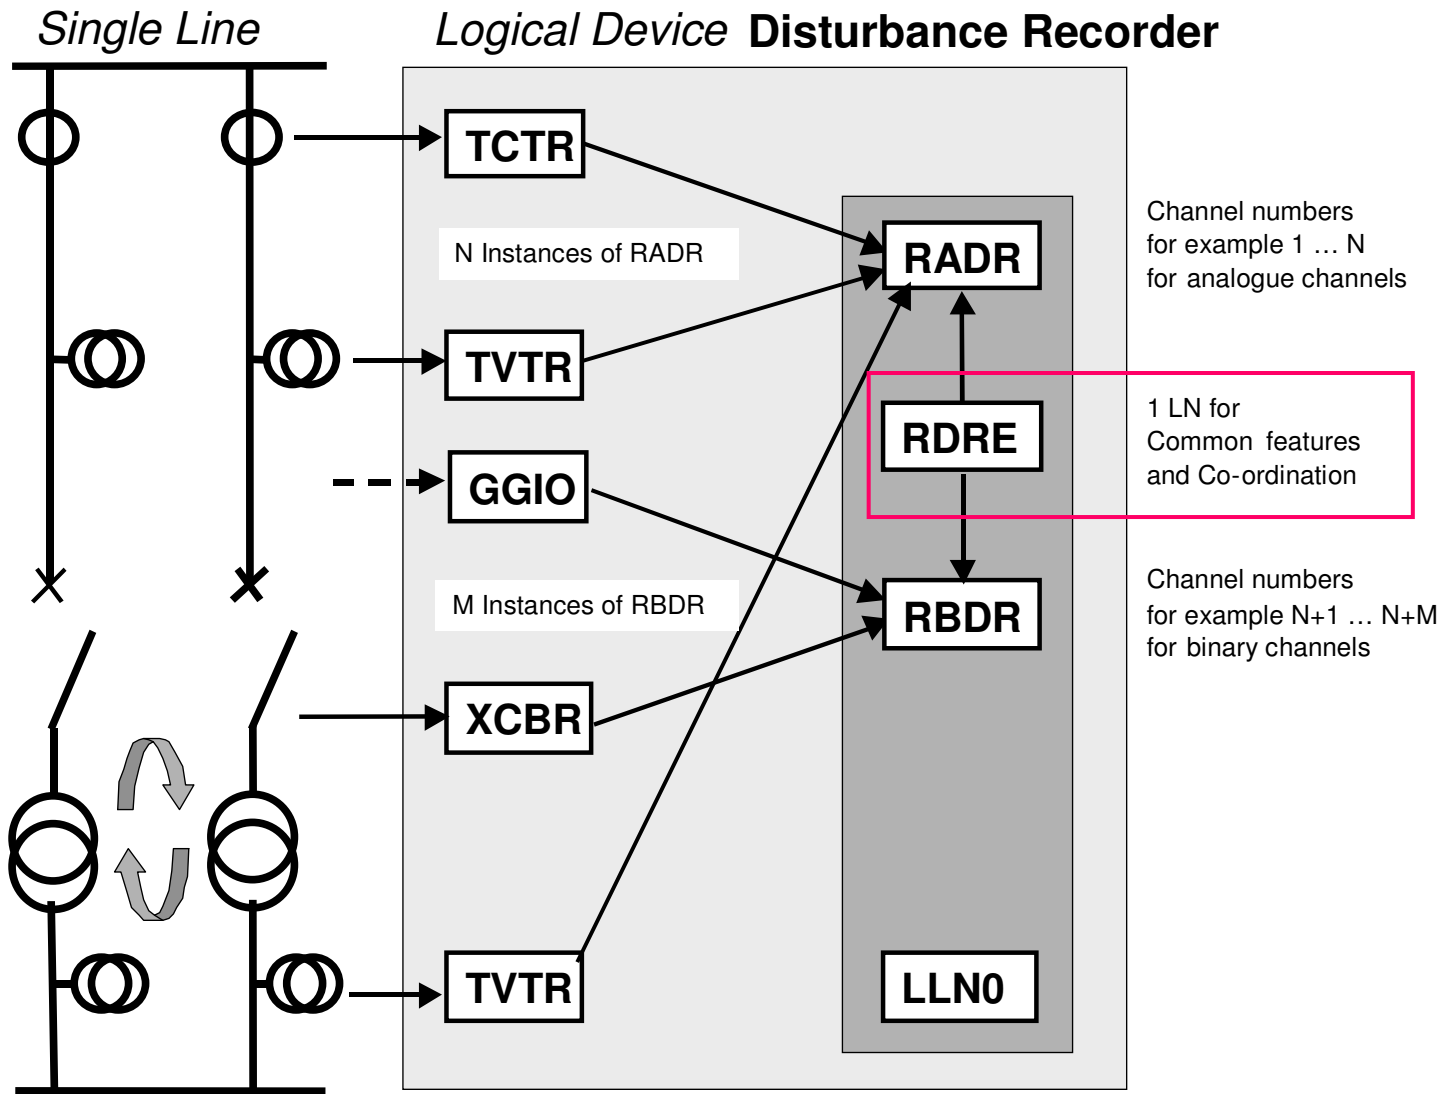 Single Line
Logical Device Disturbance Recorder
TCTR
N Instances of RADR
TVTR
GGIO
M Instances of RBDR
XCBR
TVTR
RADR
RDRE
RBDR
LLN0
Channel numbers
for example 1 … N
for analogue channels
1 LN for
Common features
and Co-ordination
Channel numbers
for example N+1 … N+M
for binary channels